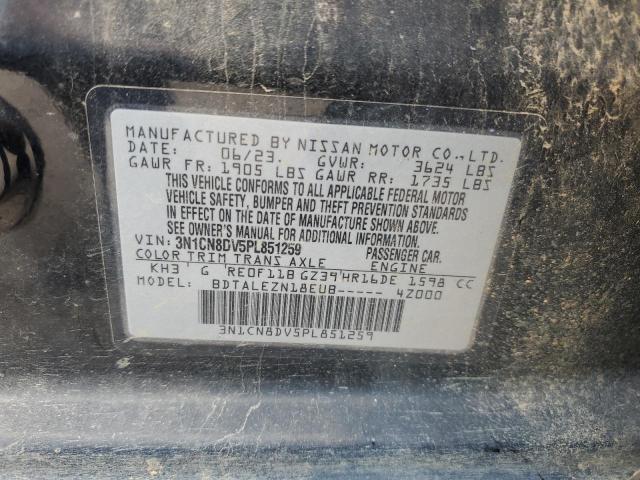 MANUFACTURED BY NISSAN MOTOR CO.,LTD.
DATE: 06/23. GVWR: 3624 LBS
GAWR FR: 1905 LBS GAWR RR: 1735 LBS
THIS VEHICLE CONFORMS TO ALL APPLICABLE FEDERAL MOTOR
VEHICLE SAFETY, BUMPER AND THEFT PREVENTION STANDARDS
IN EFFECT ON THE DATE OF MANUFACTURE SHOWN ABOVE.
SEE OWNER'S MANUAL FOR ADDITIONAL INFORMATION.
VIN: 3N1CN8DV5PL851259 PASSENGER CAR.
COLOR TRIM TRANS AXLE ENGINE
KH3 G RE0F11B GZ39 HR16DE 1598 CC
MODEL: BDTALEZN18EUB----- 4Z000
3N1CN8DV5PL851259